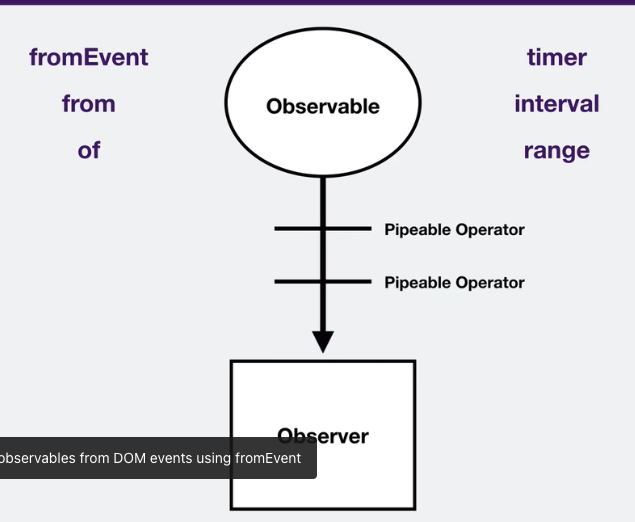 fromEvent
from
of
Observable
timer
interval
range
Pipeable Operator
Pipeable Operator
Observer
observables from DOM events using fromEvent